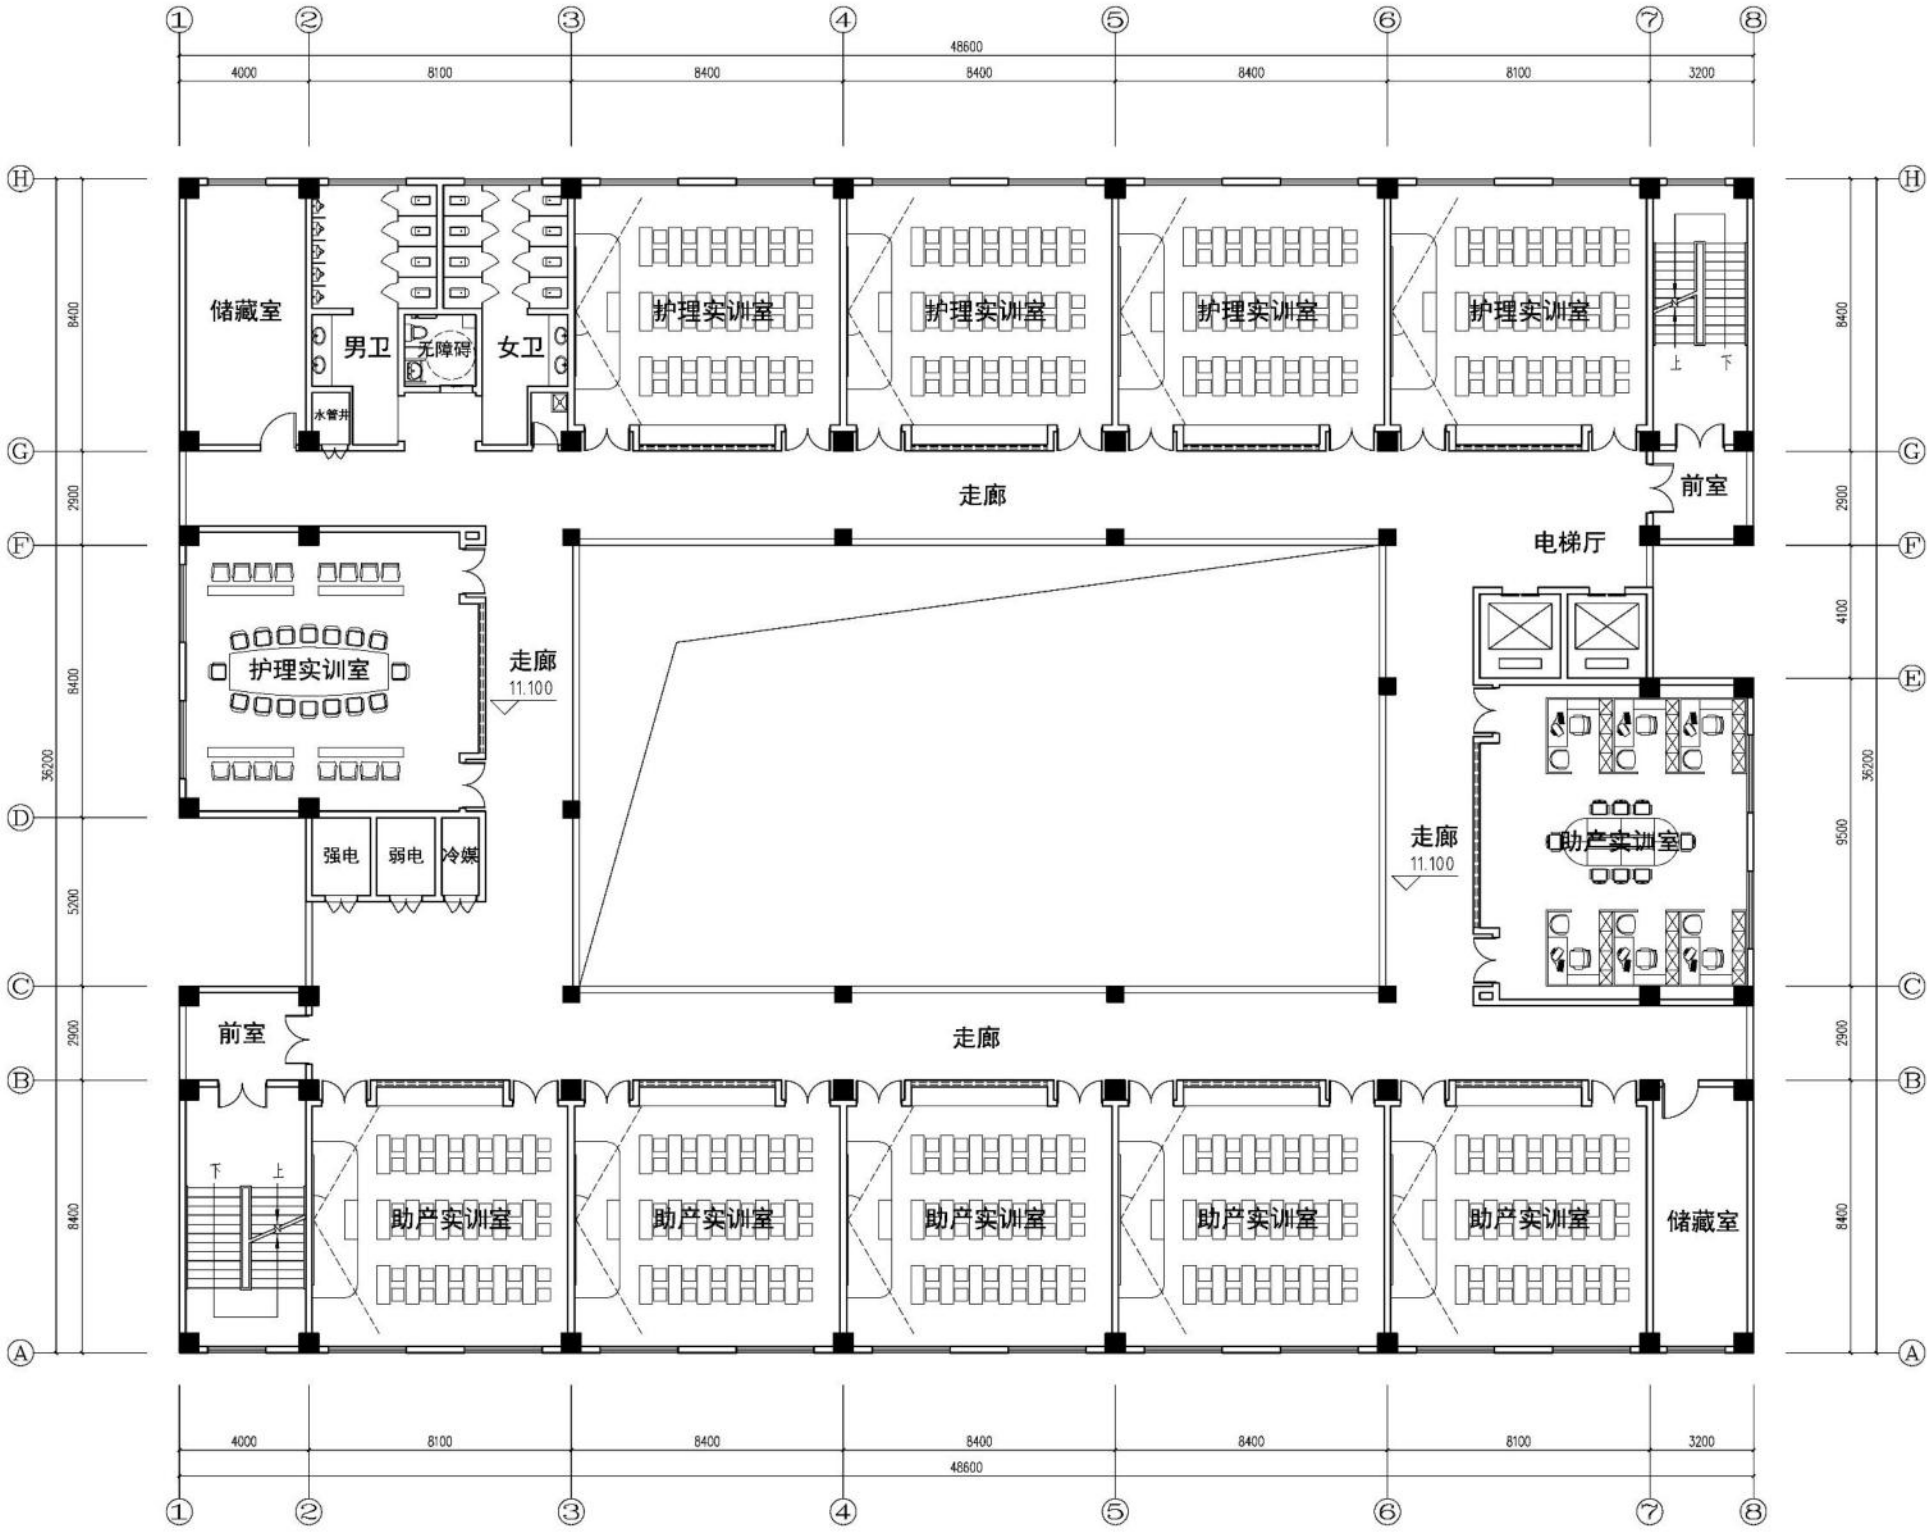 ① ② ③ ④ ⑤ ⑥ ⑦ ⑧
48600
4000 8100 8400 8400 8400 8100 3200
Ⓗ Ⓗ
储藏室 护理实训室 护理实训室 护理实训室 护理实训室
8400 8400
男卫 无障碍 女卫
上 下
水管井
Ⓖ Ⓖ
前室
2900 走廊 2900
电梯厅
Ⓕ Ⓕ
4100
走廊
护理实训室
8400
11.100
Ⓔ
36200 36200
Ⓓ
走廊
9500
助产实训室
强电 弱电 冷媒
11.100
5200
Ⓒ Ⓒ
前室 走廊
2900 2900
Ⓑ Ⓑ
下 上
8400 8400
助产实训室 助产实训室 助产实训室 助产实训室 助产实训室 储藏室
Ⓐ Ⓐ
4000 8100 8400 8400 8400 8100 3200
48600
① ② ③ ④ ⑤ ⑥ ⑦ ⑧